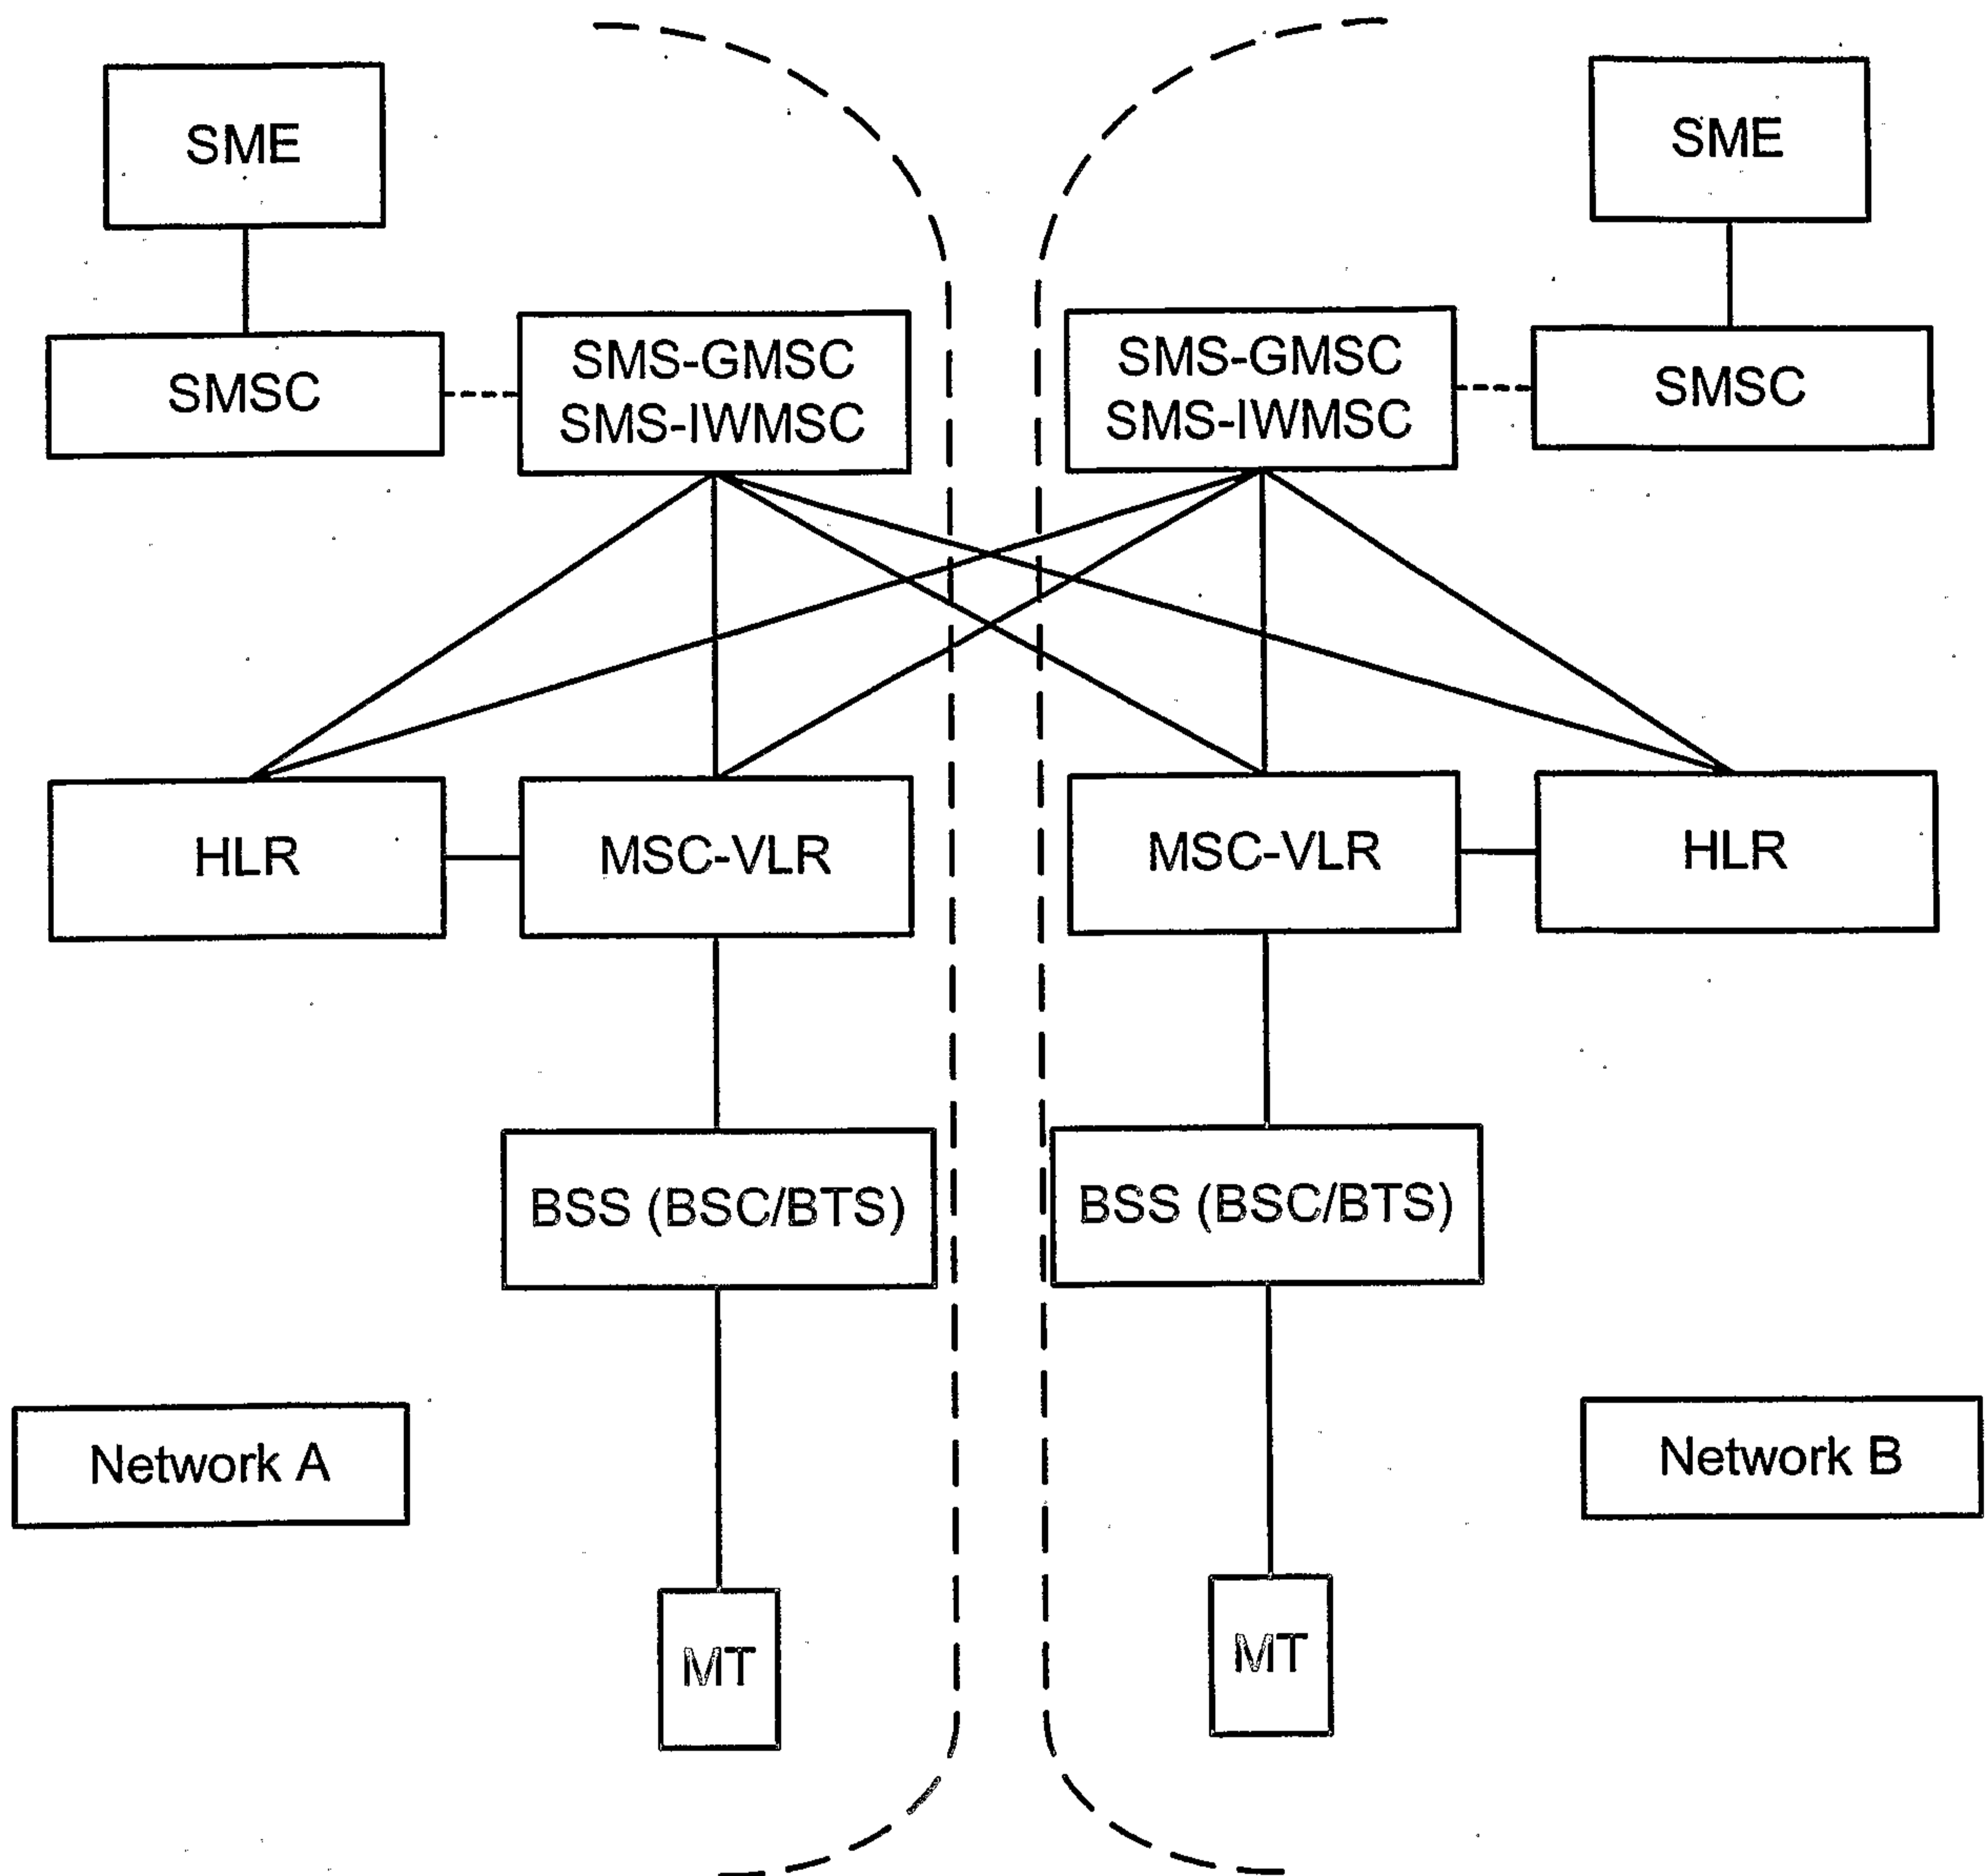 SME
SME
SMSC
SMS-GMSC
SMS-IWMSC
SMS-GMSC
SMS-IWMSC
SMSC
HLR
MSC-VLR
MSC-VLR
HLR
BSS (BSC/BTS)
BSS (BSC/BTS)
Network A
Network B
MT
MT